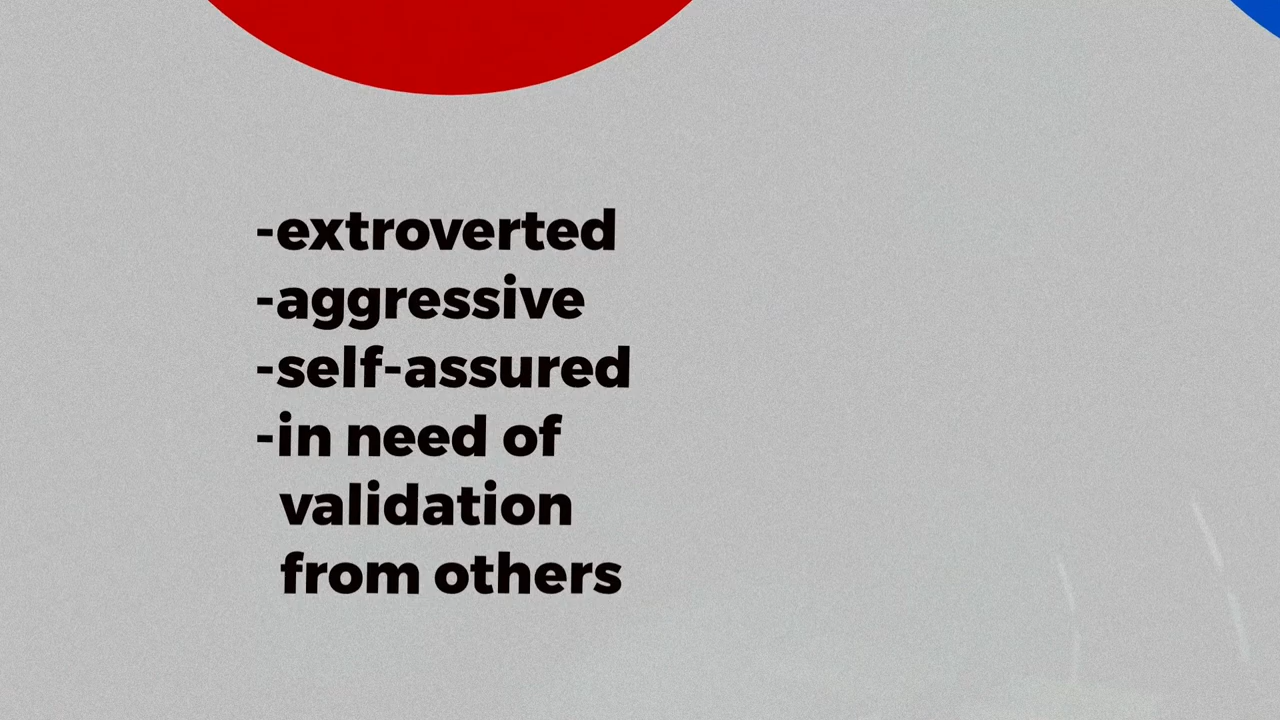 -extroverted
-aggressive
-self-assured
-in need of
validation
from others